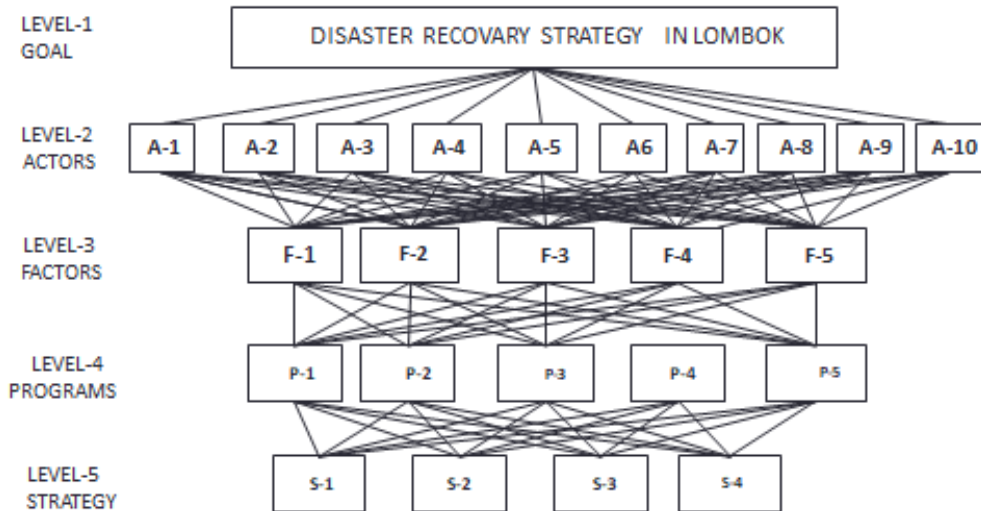 LEVEL-1
GOAL
DISASTER RECOVARY STRATEGY IN LOMBOK
LEVEL-2
ACTORS
A-1 A-2 A-3 A-4 A-5 A6 A-7 A-8 A-9 A-10
LEVEL-3
FACTORS
F-1 F-2 F-3 F-4 F-5
LEVEL-4
PROGRAMS
P-1 P-2 P-3 P-4 P-5
LEVEL-5
STRATEGY
S-1 S-2 S-3 S-4